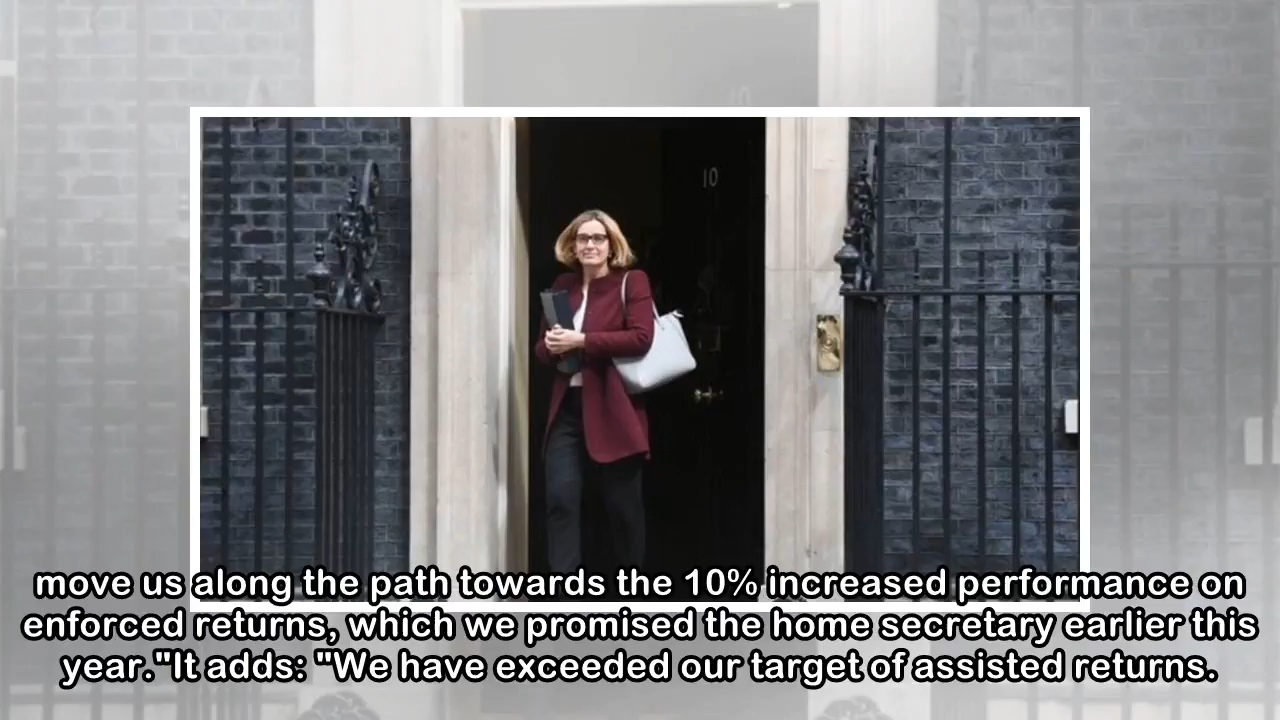 10
move us along the path towards the 10% increased performance on
enforced returns, which we promised the home secretary earlier this
year."It adds: "We have exceeded our target of assisted returns.